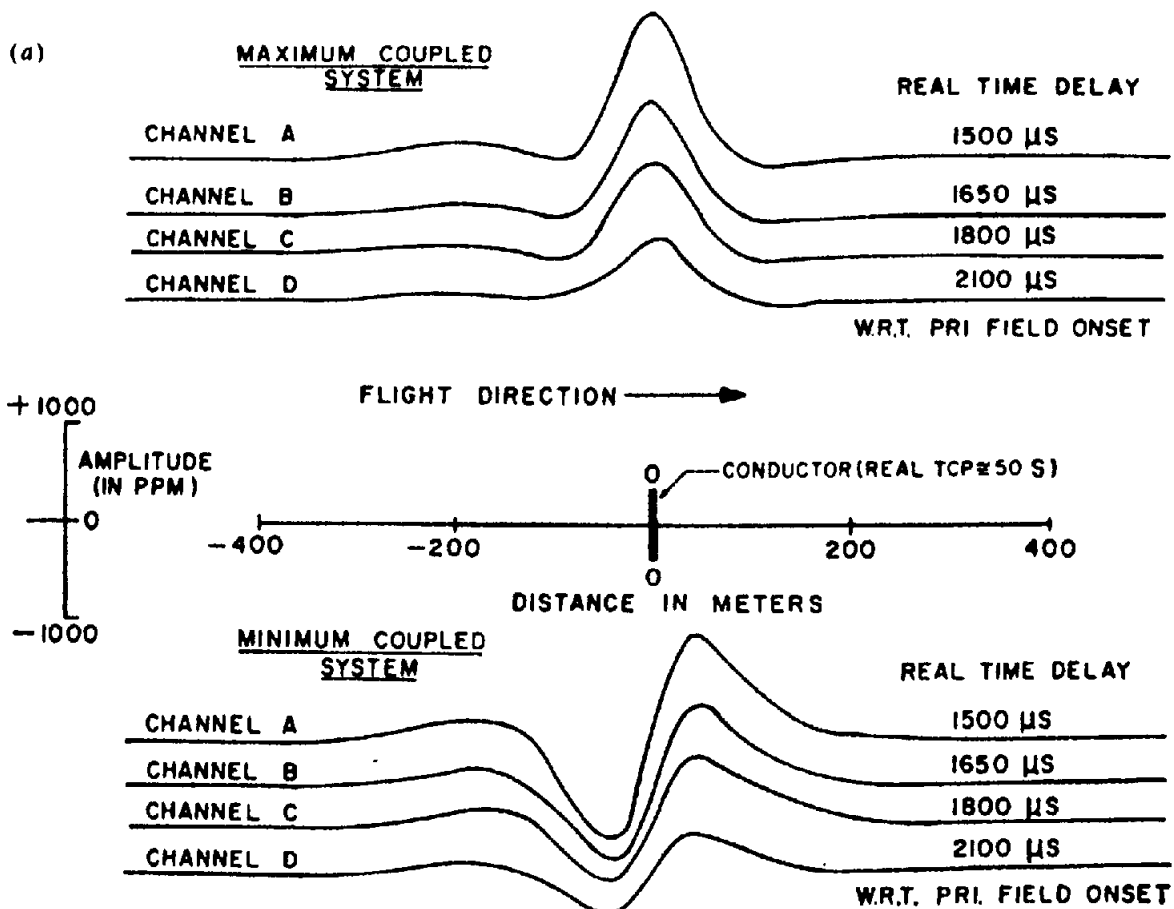 (a)
MAXIMUM COUPLED
SYSTEM
REAL TIME DELAY
CHANNEL A
1500 µS
CHANNEL B
1650 µS
CHANNEL C
1800 µS
CHANNEL D
2100 µS
W.R.T. PRI FIELD ONSET
FLIGHT DIRECTION
+1000
AMPLITUDE
(IN PPM)
0
-1000
0
CONDUCTOR (REAL TCP≅50 S)
-400
-200
200
400
0
DISTANCE IN METERS
MINIMUM COUPLED
SYSTEM
REAL TIME DELAY
CHANNEL A
1500 µS
CHANNEL B
1650 µS
CHANNEL C
1800 µS
CHANNEL D
2100 µS
W.R.T. PRI. FIELD ONSET